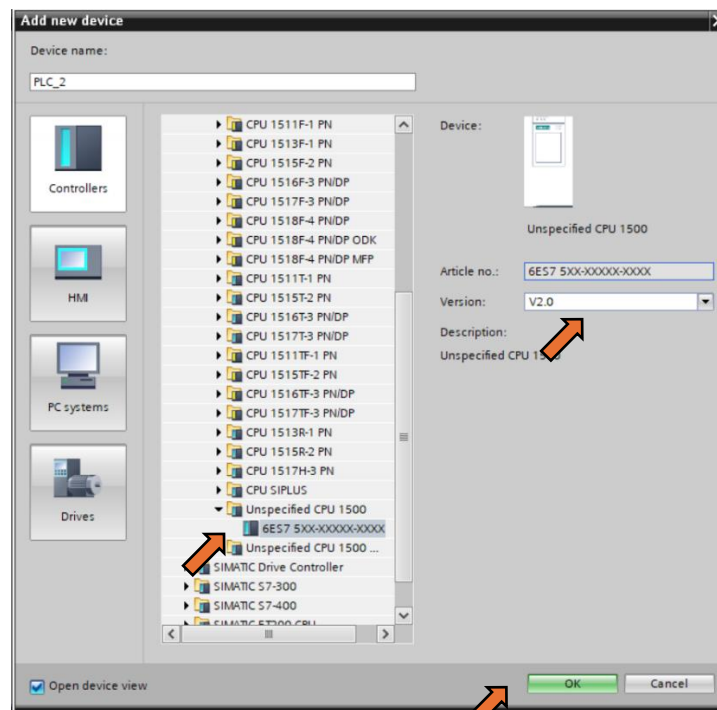 Add new device
Device name:
PLC_2
Controllers
HMI
PC systems
Drives
CPU 1511F-1 PN
CPU 1513F-1 PN
CPU 1515F-2 PN
CPU 1516F-3 PN/DP
CPU 1517F-3 PN/DP
CPU 1518F-4 PN/DP
CPU 1518F-4 PN/DP ODK
CPU 1518F-4 PN/DP MFP
CPU 1511T-1 PN
CPU 1515T-2 PN
CPU 1516T-3 PN/DP
CPU 1517T-3 PN/DP
CPU 1511TF-1 PN
CPU 1515TF-2 PN
CPU 1516TF-3 PN/DP
CPU 1517TF-3 PN/DP
CPU 1513R-1 PN
CPU 1515R-2 PN
CPU 1517H-3 PN
CPU SIPLUS
Unspecified CPU 1500
6ES7 5XX-XXXXX-XXXX
Unspecified CPU 1500 ...
SIMATIC Drive Controller
SIMATIC S7-300
SIMATIC S7-400
SIMATIC ET200 CPU
Device:
Unspecified CPU 1500
Article no.: 6ES7 5XX-XXXXX-XXXX
Version: V2.0
Description:
Unspecified CPU
Open device view
OK Cancel